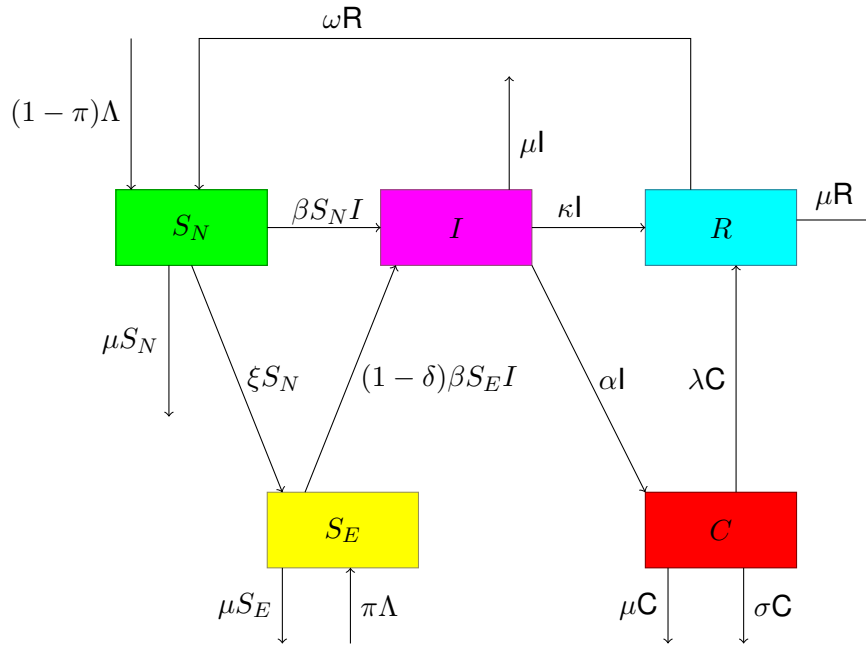 ωR
(1 − π)Λ
μI
S_N
βS_N I
I
κI
R
μR
μS_N
ξS_N
(1 − δ)βS_E I
αI
λC
S_E
C
μS_E
πΛ
μC
σC